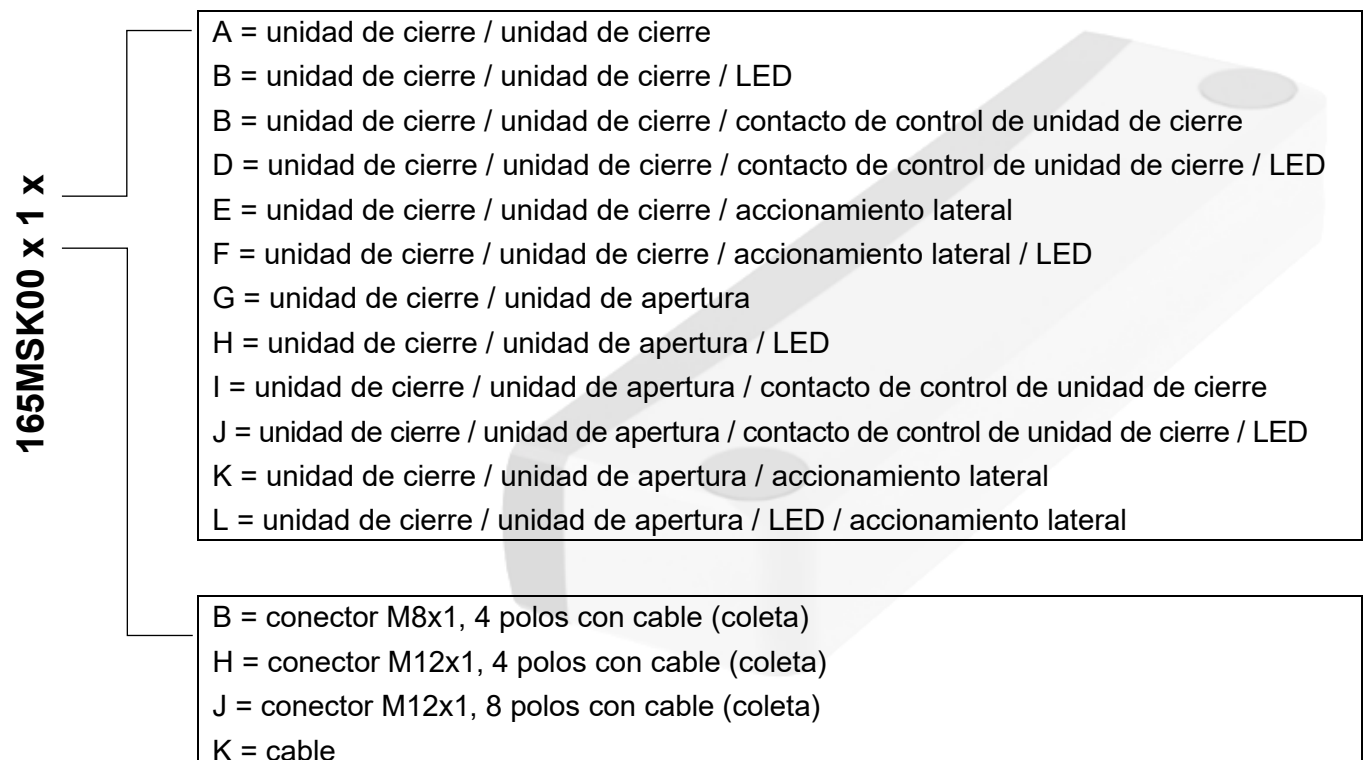 165MSK00 x 1 x
A = unidad de cierre / unidad de cierre
B = unidad de cierre / unidad de cierre / LED
B = unidad de cierre / unidad de cierre / contacto de control de unidad de cierre
D = unidad de cierre / unidad de cierre / contacto de control de unidad de cierre / LED
E = unidad de cierre / unidad de cierre / accionamiento lateral
F = unidad de cierre / unidad de cierre / accionamiento lateral / LED
G = unidad de cierre / unidad de apertura
H = unidad de cierre / unidad de apertura / LED
I = unidad de cierre / unidad de apertura / contacto de control de unidad de cierre
J = unidad de cierre / unidad de apertura / contacto de control de unidad de cierre / LED
K = unidad de cierre / unidad de apertura / accionamiento lateral
L = unidad de cierre / unidad de apertura / LED / accionamiento lateral
B = conector M8x1, 4 polos con cable (coleta)
H = conector M12x1, 4 polos con cable (coleta)
J = conector M12x1, 8 polos con cable (coleta)
K = cable